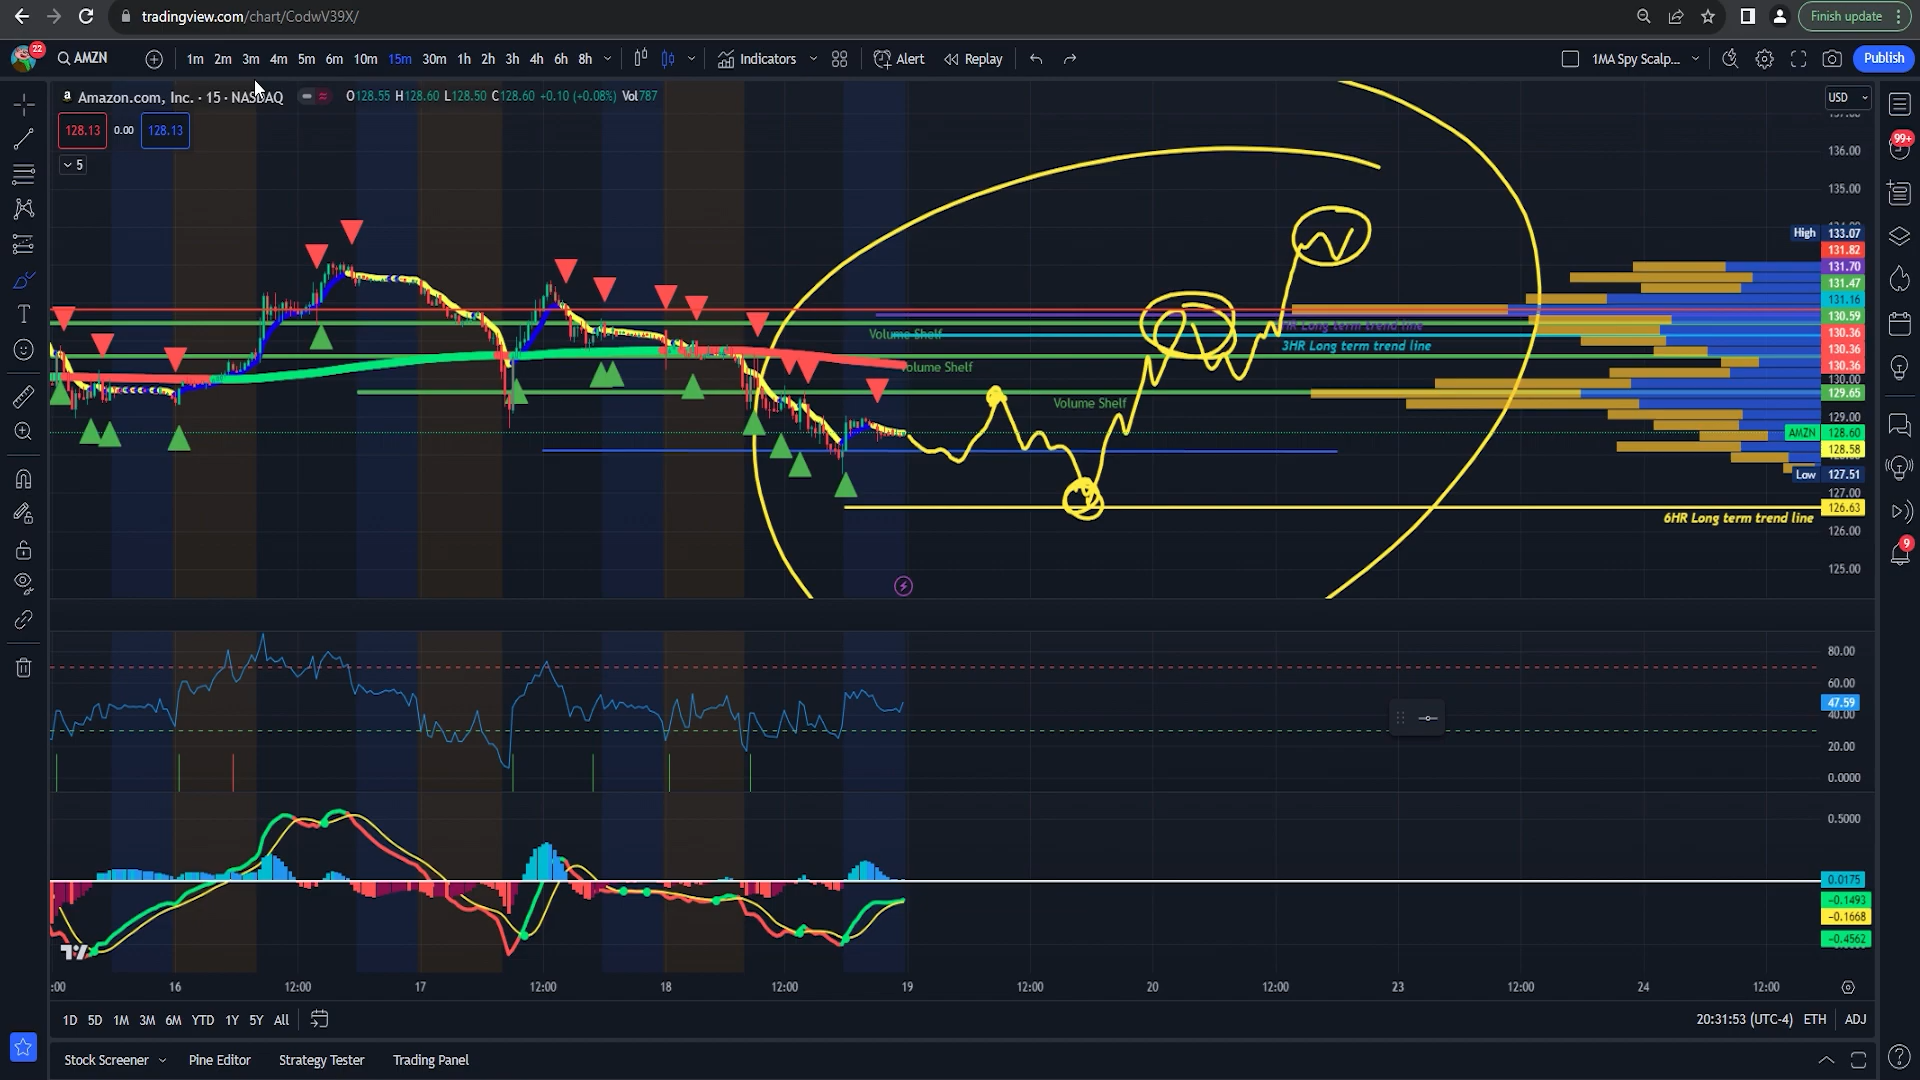 tradingview.com/chart/CodwV39X/
Finish update
22
AMZN
1m 2m 3m 4m 5m 6m 10m 15m 30m 1h 2h 3h 4h 6h 8h
Indicators
Alert
Replay
1MA Spy Scalp...
Publish
Amazon.com, Inc. · 15 · NASDAQ
O128.55 H128.60 L128.50 C128.60 +0.10 (+0.08%) Vol787
USD
128.13 0.00 128.13
5
99+
136.00
135.00
High 133.07
131.82
131.70
131.47
131.16
130.59
Volume Shelf
130.36
3HR Long term trend line
130.36
Volume Shelf
130.36
130.00
129.65
Volume Shelf
129.00
AMZN 128.60
128.58
Low 127.51
127.00
126.63
6HR Long term trend line
126.00
125.00
9
80.00
60.00
47.59
40.00
20.00
0.0000
0.5000
0.0175
-0.1493
-0.1668
-0.4562
:00 16 12:00 17 12:00 18 12:00 19 12:00 20 12:00 23 12:00 24 12:00
1D 5D 1M 3M 6M YTD 1Y 5Y All
20:31:53 (UTC-4) ETH ADJ
Stock Screener Pine Editor Strategy Tester Trading Panel